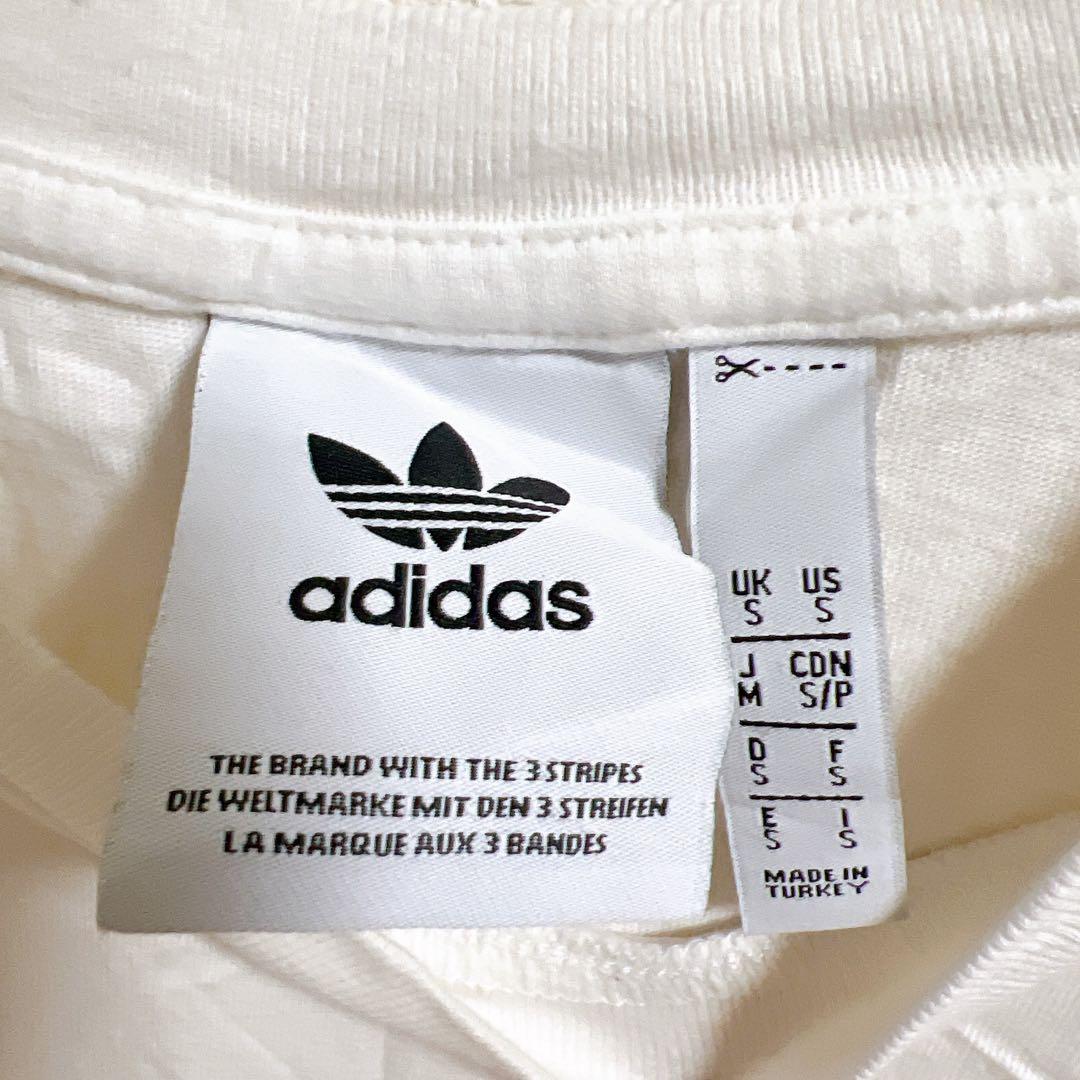 adidas
THE BRAND WITH THE 3 STRIPES
DIE WELTMARKE MIT DEN 3 STREIFEN
LA MARQUE AUX 3 BANDES
UK US
S S
J CDN
M S/P
D F
S S
E I
S S
MADE IN
TURKEY